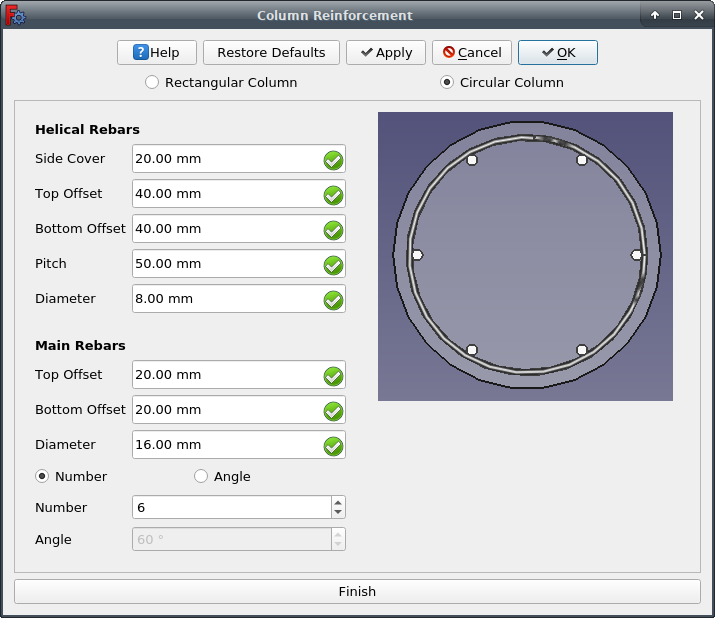 Column Reinforcement
Help Restore Defaults Apply Cancel OK
Rectangular Column Circular Column
Helical Rebars
Side Cover 20.00 mm
Top Offset 40.00 mm
Bottom Offset 40.00 mm
Pitch 50.00 mm
Diameter 8.00 mm
Main Rebars
Top Offset 20.00 mm
Bottom Offset 20.00 mm
Diameter 16.00 mm
Number Angle
Number 6
Angle 60 °
Finish